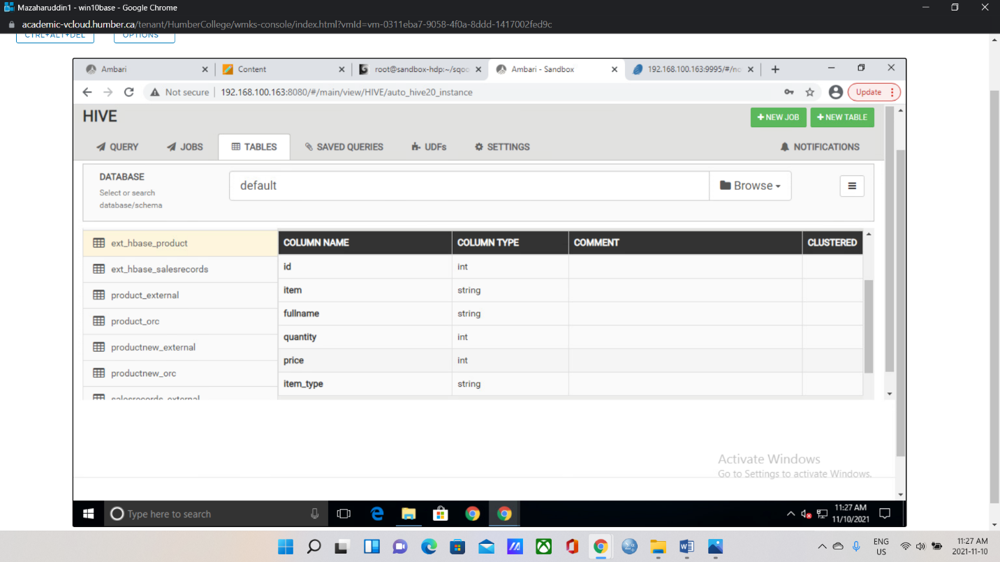 Mazaharuddin1 - win10base - Google Chrome
academic-vcloud.humber.ca/tenant/HumberCollege/wmks-console/index.html?vmId=vm-0311eba7-9058-4f0a-8ddd-1417002fed9c
CTRL+ALT+DEL OPTIONS
Ambari Content root@sandbox-hdp:~/sqoo Ambari - Sandbox 192.168.100.163:9995/#/no
Not secure 192.168.100.163:8080/#/main/view/HIVE/auto_hive20_instance Update
HIVE
NEW JOB NEW TABLE
QUERY JOBS TABLES SAVED QUERIES UDFs SETTINGS NOTIFICATIONS
DATABASE
Select or search
database/schema
default
Browse
ext_hbase_product
ext_hbase_salesrecords
product_external
product_orc
productnew_external
productnew_orc
salesrecords_external
COLUMN NAME COLUMN TYPE COMMENT CLUSTERED
id int
item string
fullname string
quantity int
price int
item_type string
Activate Windows
Go to Settings to activate Windows.
Type here to search
11:27 AM
11/10/2021
ENG
US
11:27 AM
2021-11-10